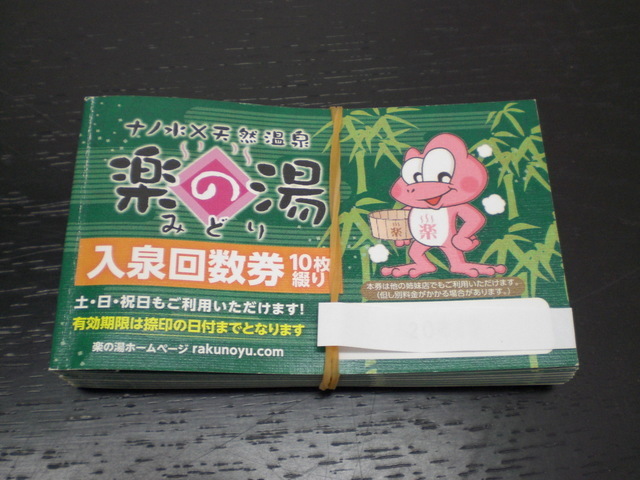 ナノ水×天然温泉
楽の湯
みどり
入泉回数券 10枚綴り
土・日・祝日もご利用いただけます!
有効期限は捺印の日付までとなります
楽の湯ホームページ rakunoyu.com
楽
楽
本券は他の姉妹店でもご利用いただけます。
(但し別料金がかかる場合があります。)